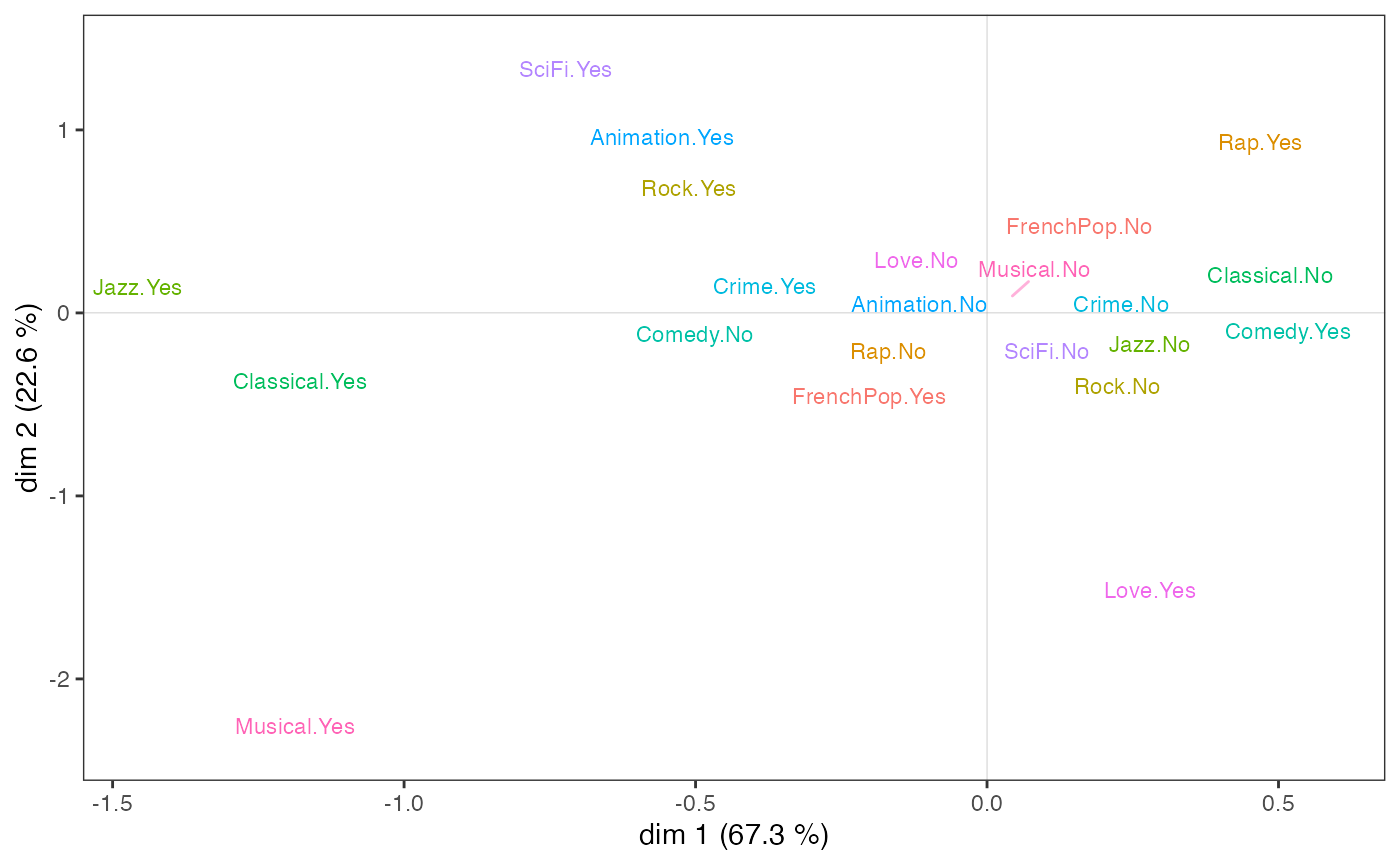 SciFi.Yes
1
Animation.Yes
Rap.Yes
Rock.Yes
FrenchPop.No
Love.No
Musical.No
Classical.No
Jazz.Yes
Crime.Yes
Animation.No
Crime.No
0
Comedy.No
Comedy.Yes
Rap.No
SciFi.No
Jazz.No
Classical.Yes
Rock.No
FrenchPop.Yes
dim 2 (22.6 %)
-1
Love.Yes
-2
Musical.Yes
-1.5 -1.0 -0.5 0.0 0.5
dim 1 (67.3 %)